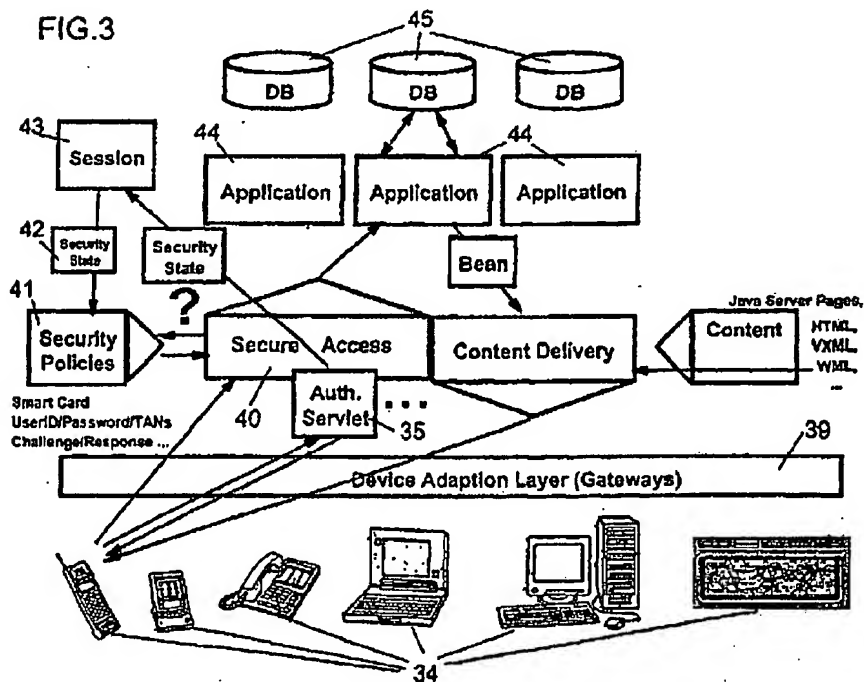 FIG.3
45
DB
DB
DB
43
Session
44
Application
44
Application
Application
42
Security
State
Security
State
Bean
41
Security
Policies
?
Secure Access
40
Content Delivery
Java Server Pages,
Content
HTML,
VXML,
WML,
...
Smart Card
UserID/Password/TANs
Challenge/Response ...
Auth.
Servlet
35
...
39
Device Adaption Layer (Gateways)
34